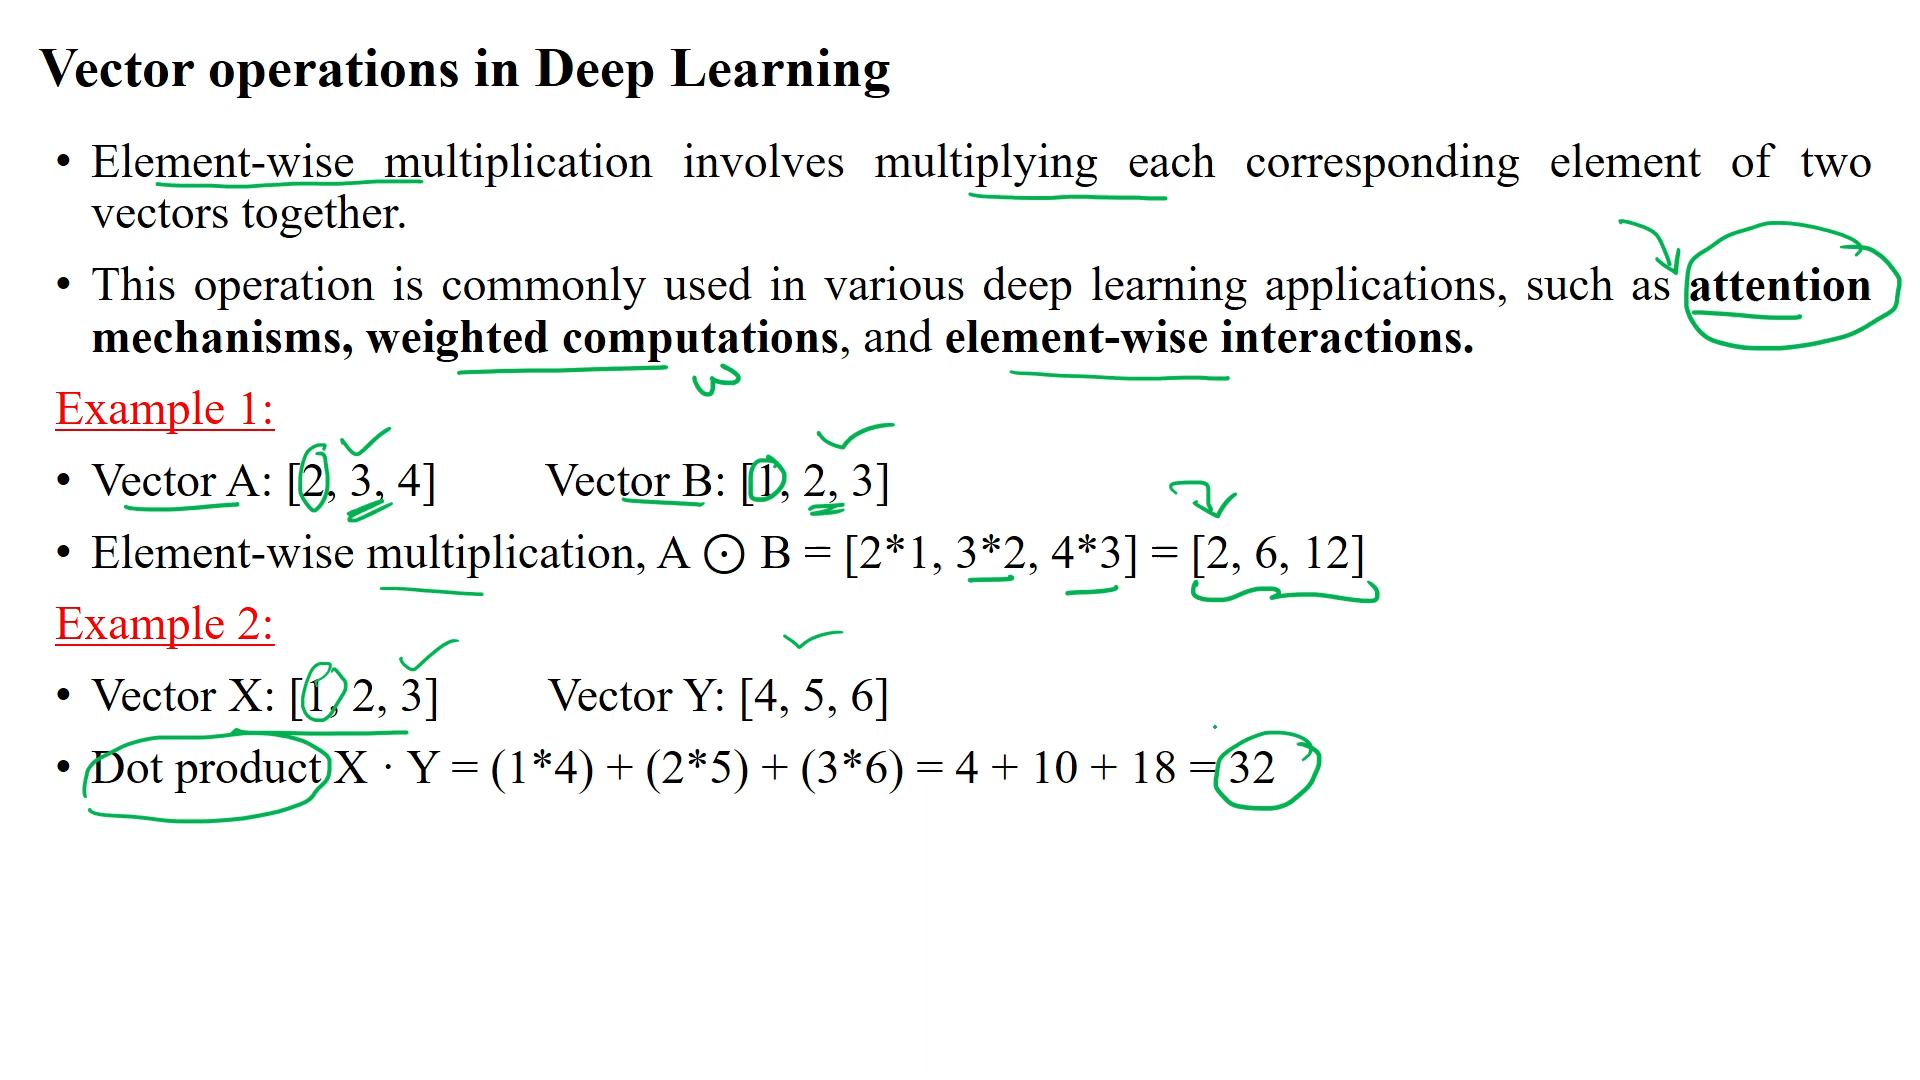 Vector operations in Deep Learning
• Element-wise multiplication involves multiplying each corresponding element of two
vectors together.
• This operation is commonly used in various deep learning applications, such as attention
mechanisms, weighted computations, and element-wise interactions.
Example 1:
• Vector A: [2, 3, 4] Vector B: [1, 2, 3]
• Element-wise multiplication, A ⊙ B = [2*1, 3*2, 4*3] = [2, 6, 12]
Example 2:
• Vector X: [1, 2, 3] Vector Y: [4, 5, 6]
• Dot product X · Y = (1*4) + (2*5) + (3*6) = 4 + 10 + 18 = 32